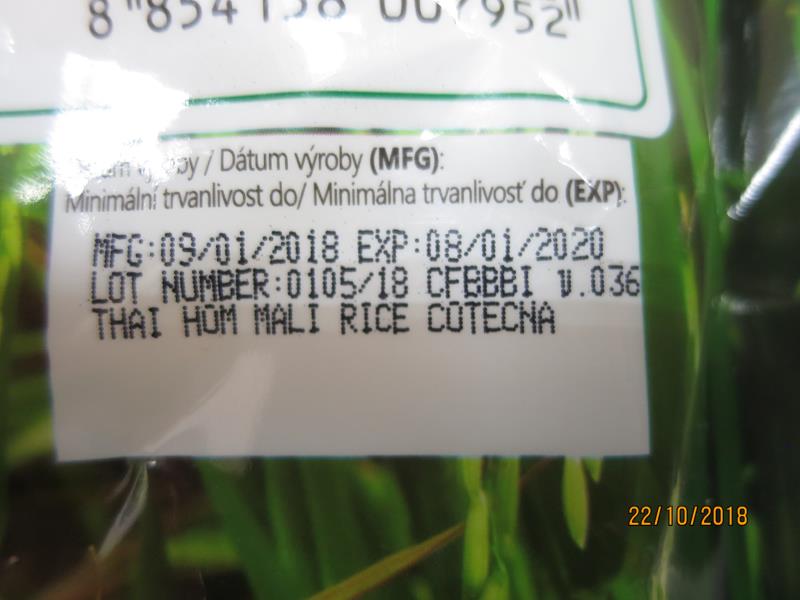 8 "854158 007952"
/ Dátum výroby (MFG):
Minimální trvanlivost do/ Minimálna trvanlivosť do (EXP):
MFG:09/01/2018 EXP:08/01/2020
LOT NUMBER:0105/18 CFBBBI V.036
THAI HOM MALI RICE COTECNA
22/10/2018